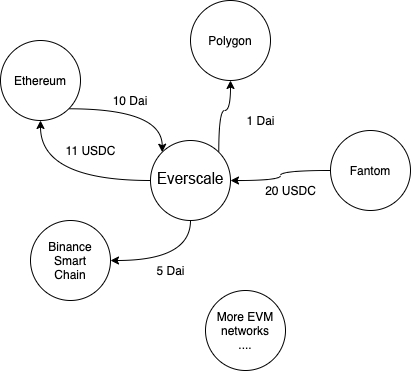 Polygon
Ethereum
10 Dai
1 Dai
11 USDC
Everscale
Fantom
20 USDC
Binance
Smart
Chain
5 Dai
More EVM
networks
....